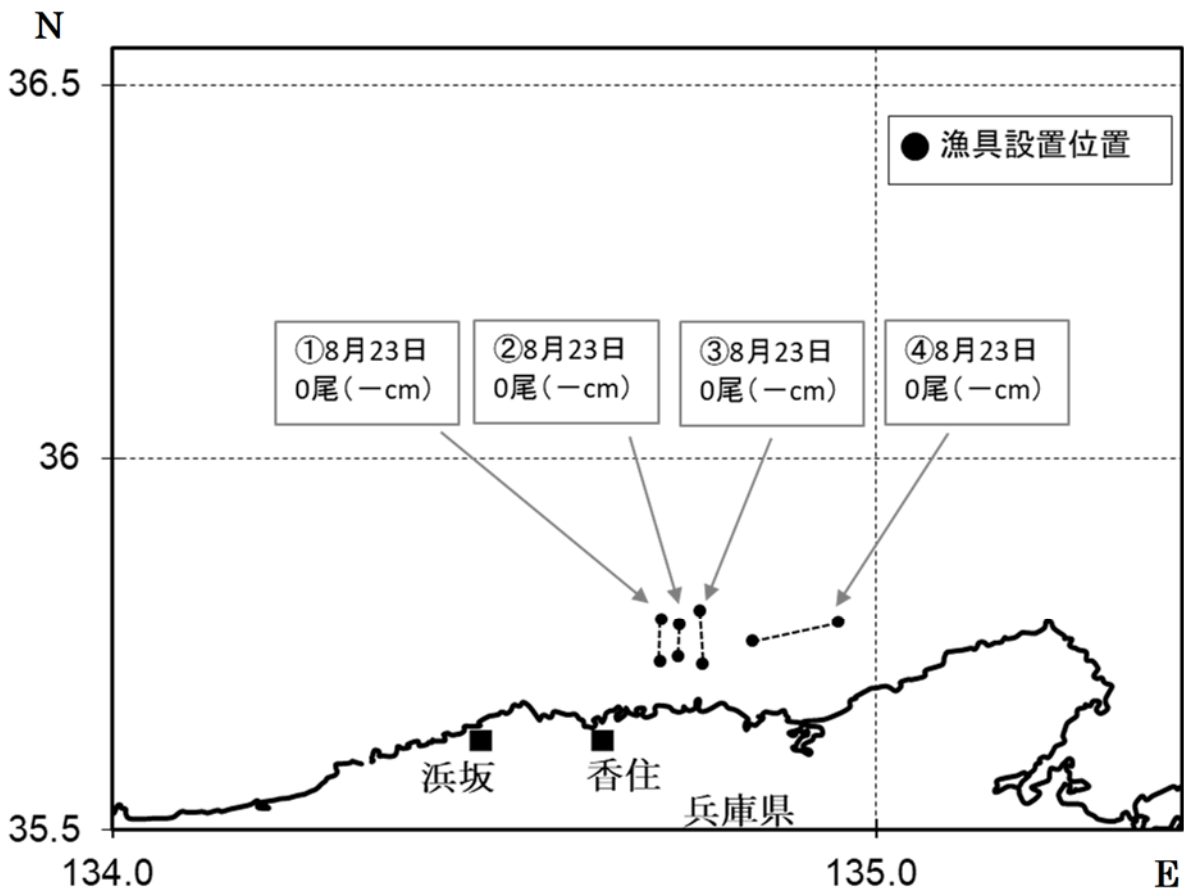 N
36.5
● 漁具設置位置
①8月23日
0尾(－cm)
②8月23日
0尾(－cm)
③8月23日
0尾(－cm)
④8月23日
0尾(－cm)
36
浜坂
香住
兵庫県
35.5
134.0
135.0
E